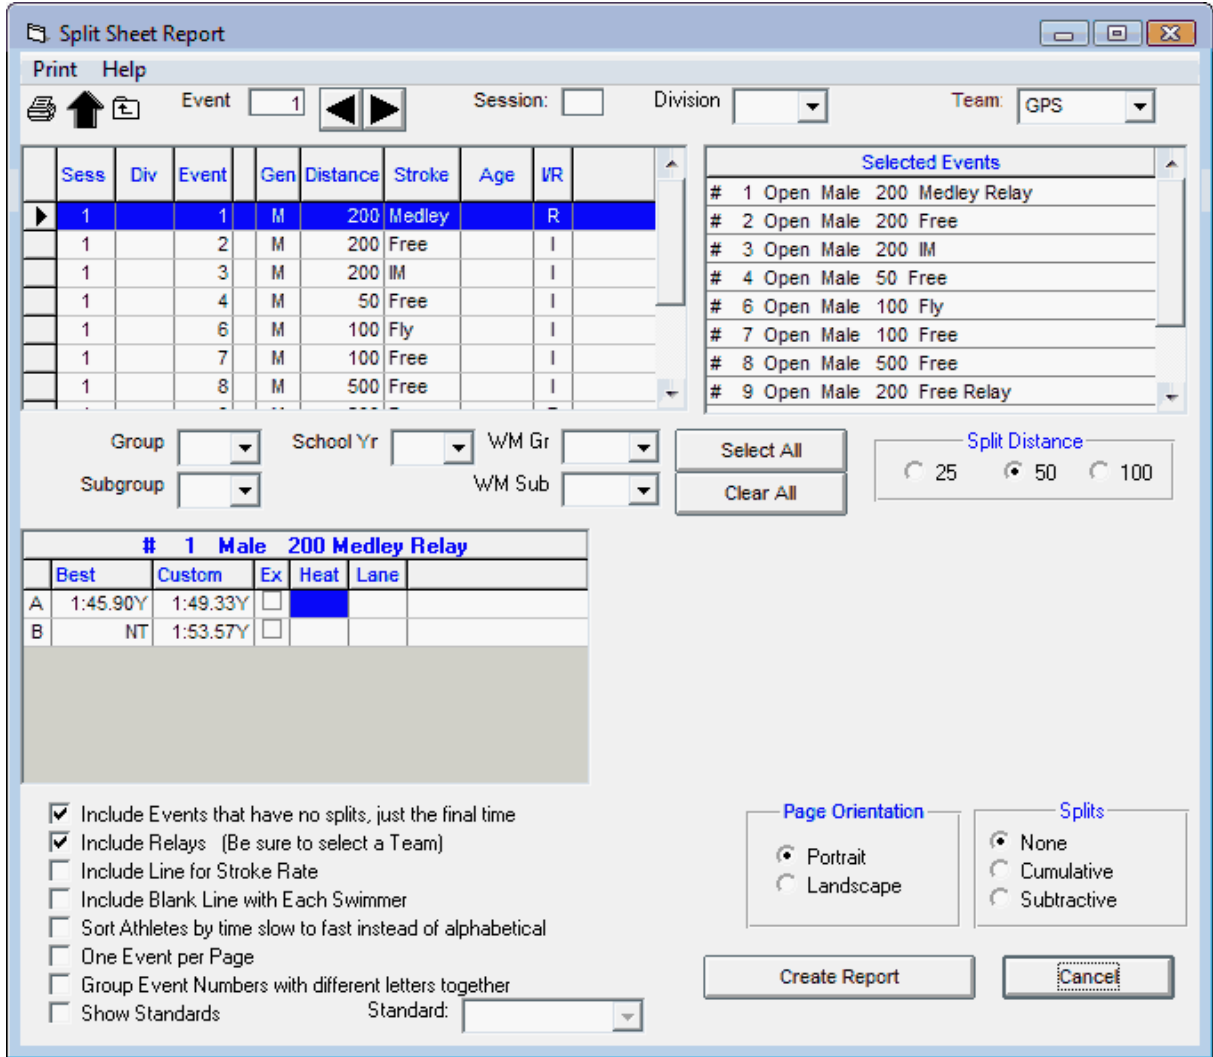 Split Sheet Report
Print Help
Event 1 Session: Division Team: GPS
Sess Div Event Gen Distance Stroke Age I/R
1 1 M 200 Medley R
1 2 M 200 Free I
1 3 M 200 IM I
1 4 M 50 Free I
1 6 M 100 Fly I
1 7 M 100 Free I
1 8 M 500 Free I
Selected Events
# 1 Open Male 200 Medley Relay
# 2 Open Male 200 Free
# 3 Open Male 200 IM
# 4 Open Male 50 Free
# 6 Open Male 100 Fly
# 7 Open Male 100 Free
# 8 Open Male 500 Free
# 9 Open Male 200 Free Relay
Group School Yr WM Gr Select All
Subgroup WM Sub Clear All
Split Distance
25 50 100
# 1 Male 200 Medley Relay
Best Custom Ex Heat Lane
A 1:45.90Y 1:49.33Y
B NT 1:53.57Y
Include Events that have no splits, just the final time
Include Relays (Be sure to select a Team)
Include Line for Stroke Rate
Include Blank Line with Each Swimmer
Sort Athletes by time slow to fast instead of alphabetical
One Event per Page
Group Event Numbers with different letters together
Show Standards Standard:
Page Orientation
Portrait
Landscape
Splits
None
Cumulative
Subtractive
Create Report Cancel